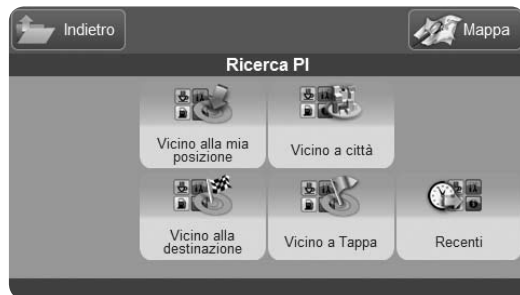 Indietro
Mappa
Ricerca PI
Vicino alla mia
posizione
Vicino a città
Vicino alla
destinazione
Vicino a Tappa
Recenti